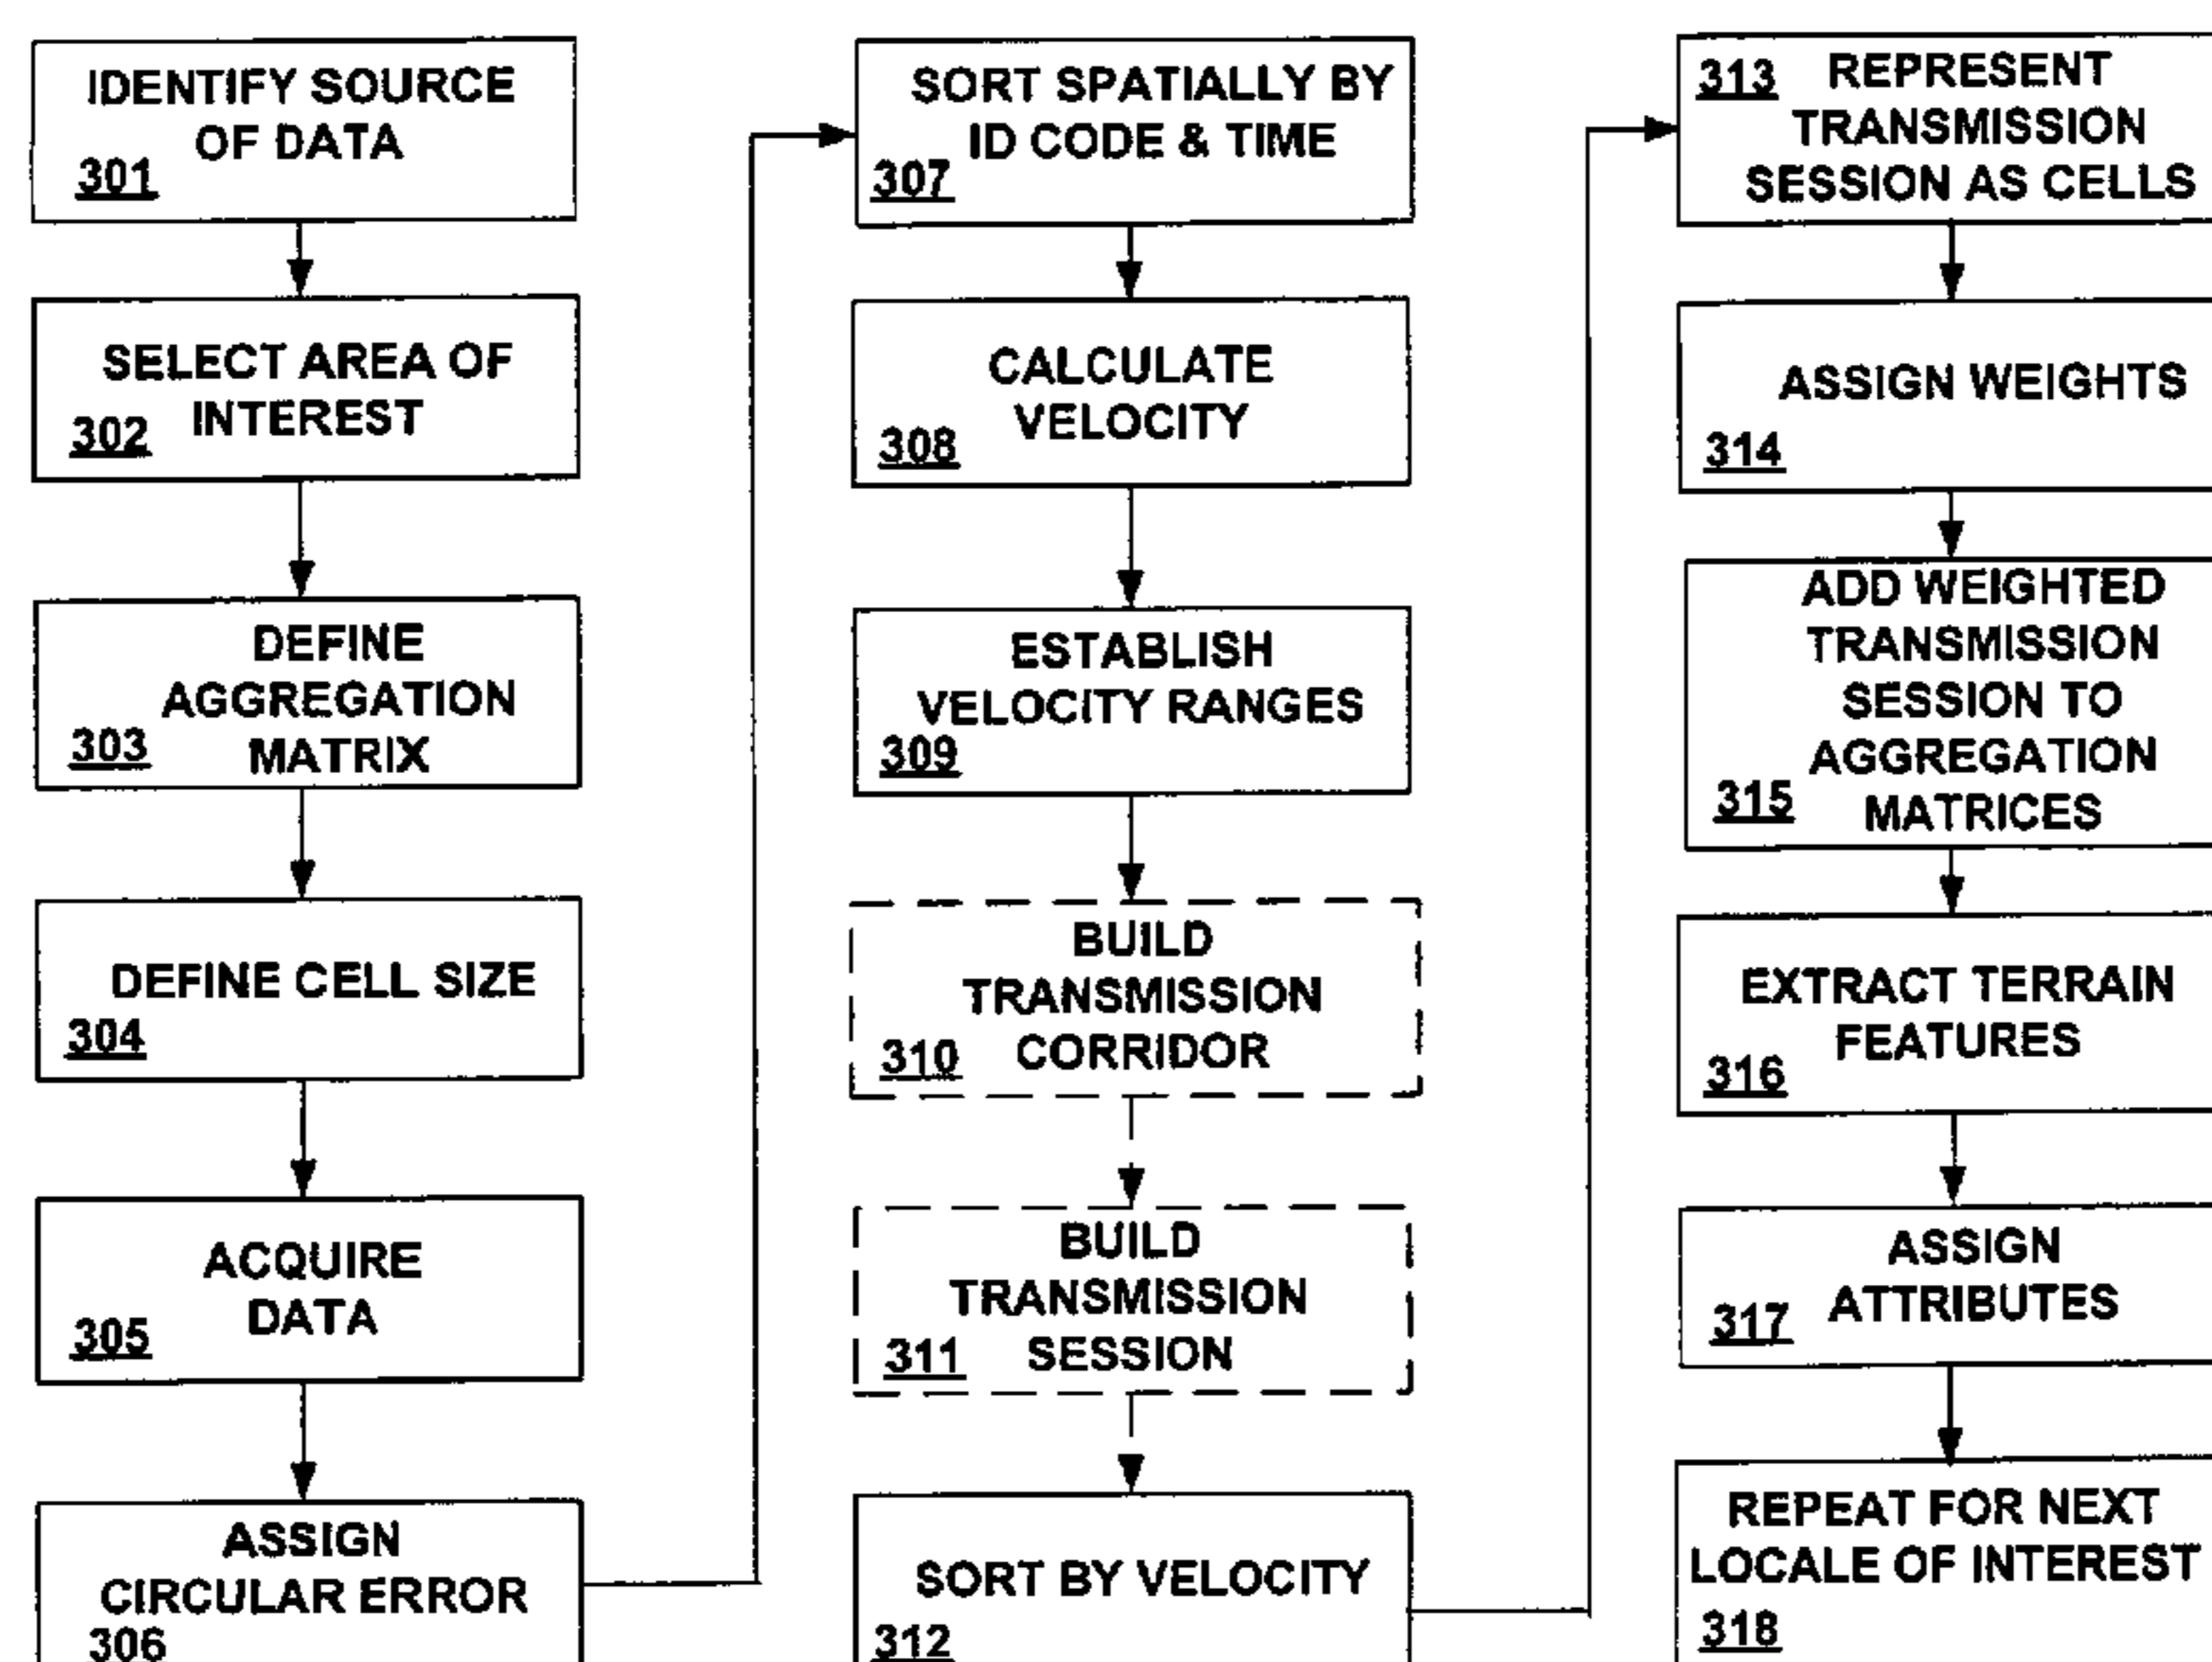 IDENTIFY SOURCE
OF DATA
301
SELECT AREA OF
INTEREST
302
DEFINE
AGGREGATION
MATRIX
303
DEFINE CELL SIZE
304
ACQUIRE
DATA
305
ASSIGN
CIRCULAR ERROR
306
SORT SPATIALLY BY
ID CODE & TIME
307
CALCULATE
VELOCITY
308
ESTABLISH
VELOCITY RANGES
309
BUILD
TRANSMISSION
CORRIDOR
310
BUILD
TRANSMISSION
SESSION
311
SORT BY VELOCITY
312
313 REPRESENT
TRANSMISSION
SESSION AS CELLS
ASSIGN WEIGHTS
314
ADD WEIGHTED
TRANSMISSION
SESSION TO
AGGREGATION
MATRICES
315
EXTRACT TERRAIN
FEATURES
316
ASSIGN
ATTRIBUTES
317
REPEAT FOR NEXT
LOCALE OF INTEREST
318